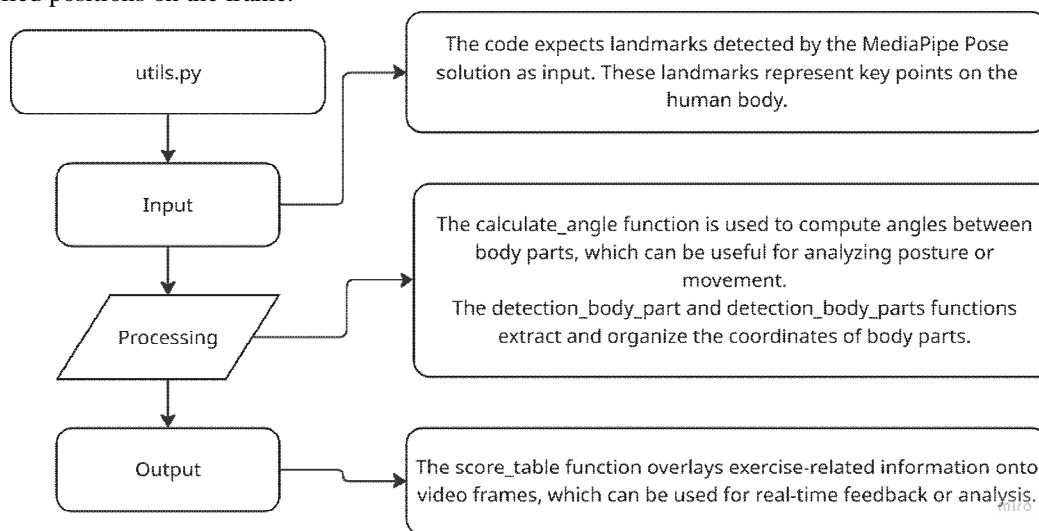 positions on the frame.
utils.py
The code expects landmarks detected by the MediaPipe Pose
solution as input. These landmarks represent key points on the
human body.
Input
The calculate_angle function is used to compute angles between
body parts, which can be useful for analyzing posture or
movement.
The detection_body_part and detection_body_parts functions
extract and organize the coordinates of body parts.
Processing
Output
The score_table function overlays exercise-related information onto
video frames, which can be used for real-time feedback or analysis.
miro